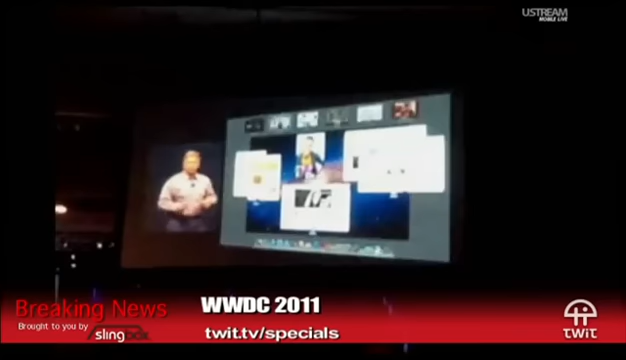 USTREAM
MOBILE LIVE
Breaking News
WWDC 2011
Brought to you by slingbox
twit.tv/specials
TWiT